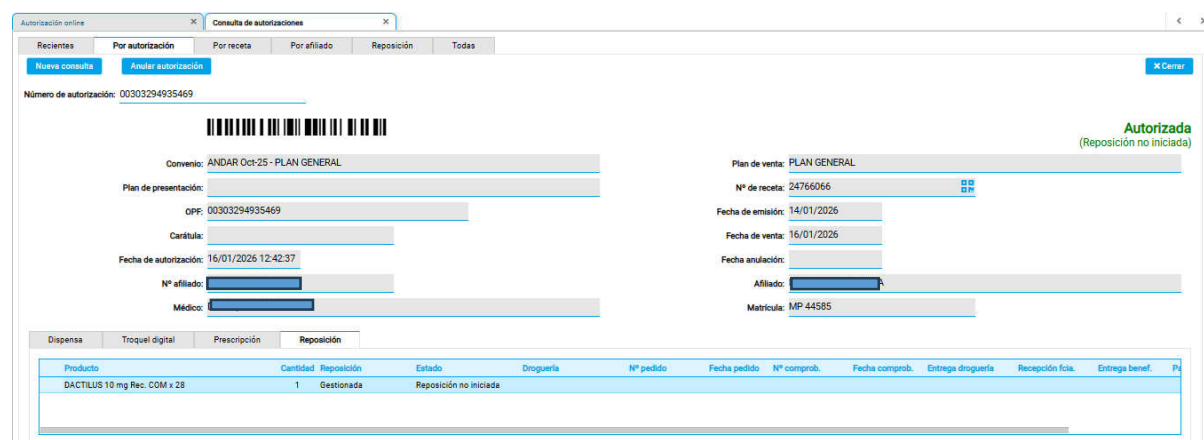 Autorización online × Consulta de autorizaciones ×
Recientes Por autorización Por receta Por afiliado Reposición Todas
Nueva consulta Anular autorización × Cerrar
Número de autorización: 00303294935469
Autorizada
(Reposición no iniciada)
Convenio: ANDAR Oct-25 - PLAN GENERAL Plan de venta: PLAN GENERAL
Plan de presentación: Nº de receta: 24766066
OPF: 00303294935469 Fecha de emisión: 14/01/2026
Carátula: Fecha de venta: 16/01/2026
Fecha de autorización: 16/01/2026 12:42:37 Fecha anulación:
Nº afiliado: Afiliado:
Médico: Matrícula: MP 44585
Dispensa Troquel digital Prescripción Reposición
Producto Cantidad Reposición Estado Droguería Nº pedido Fecha pedido Nº comprob. Fecha comprob. Entrega droguería Recepción fcia. Entrega benef.
DACTILUS 10 mg Rec. COM x 28 1 Gestionada Reposición no iniciada